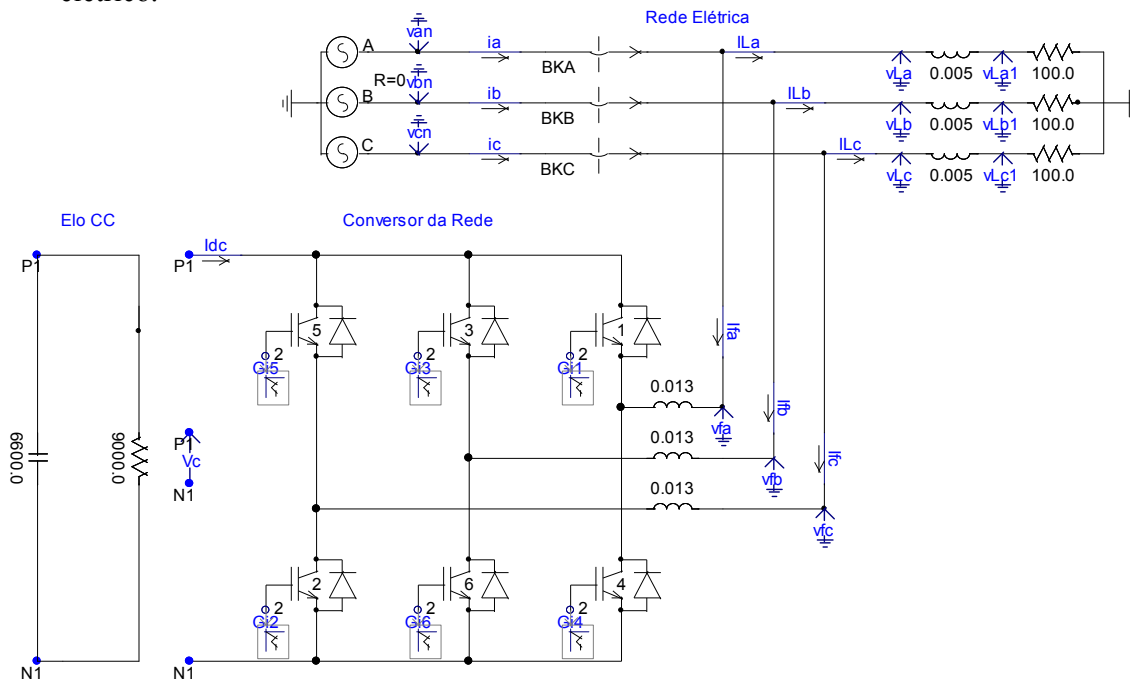 elétrico.
Rede Elétrica
A
van
ia
BKA
ILa
vLa
0.005
vLa1
100.0
R=0
B
vbn
ib
BKB
ILb
vLb
0.005
vLb1
100.0
C
vcn
ic
BKC
ILc
vLc
0.005
vLc1
100.0
Elo CC
Conversor da Rede
P1
P1
Idc
5
3
1
2
2
2
Gi5
Gi3
Gi1
Ifa
Ifb
Ifc
0.013
vfa
0.013
vfb
0.013
vfc
6600.0
9000.0
P1
Vc
N1
2
6
4
2
2
2
Gi2
Gi6
Gi4
N1
N1